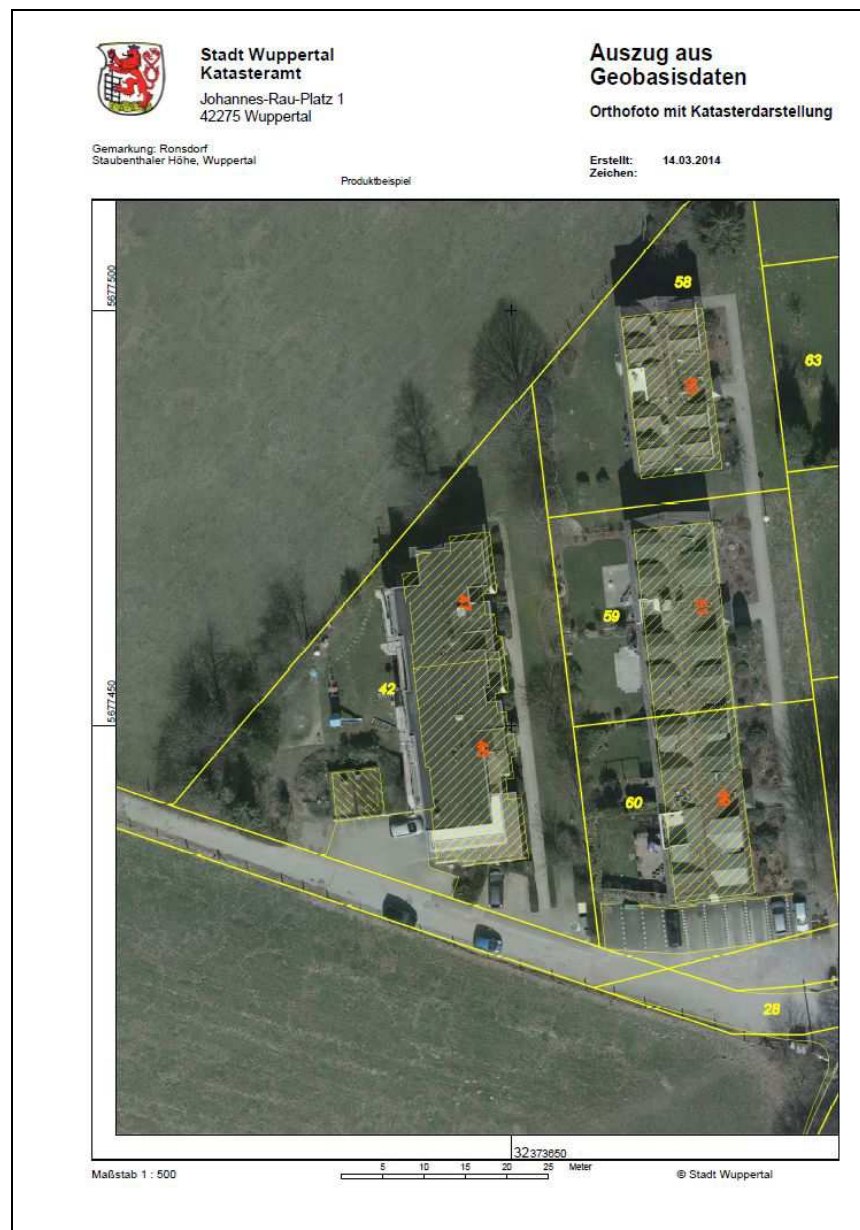 Stadt Wuppertal
Katasteramt
Johannes-Rau-Platz 1
42275 Wuppertal
Auszug aus
Geobasisdaten
Orthofoto mit Katasterdarstellung
Gemarkung: Ronsdorf
Staubenthaler Höhe, Wuppertal
Erstellt: 14.03.2014
Zeichen:
Produktbeispiel
5677500
58
63
59
42
5677450
60
28
32373650
Maßstab 1 : 500
5 10 15 20 25 Meter
© Stadt Wuppertal